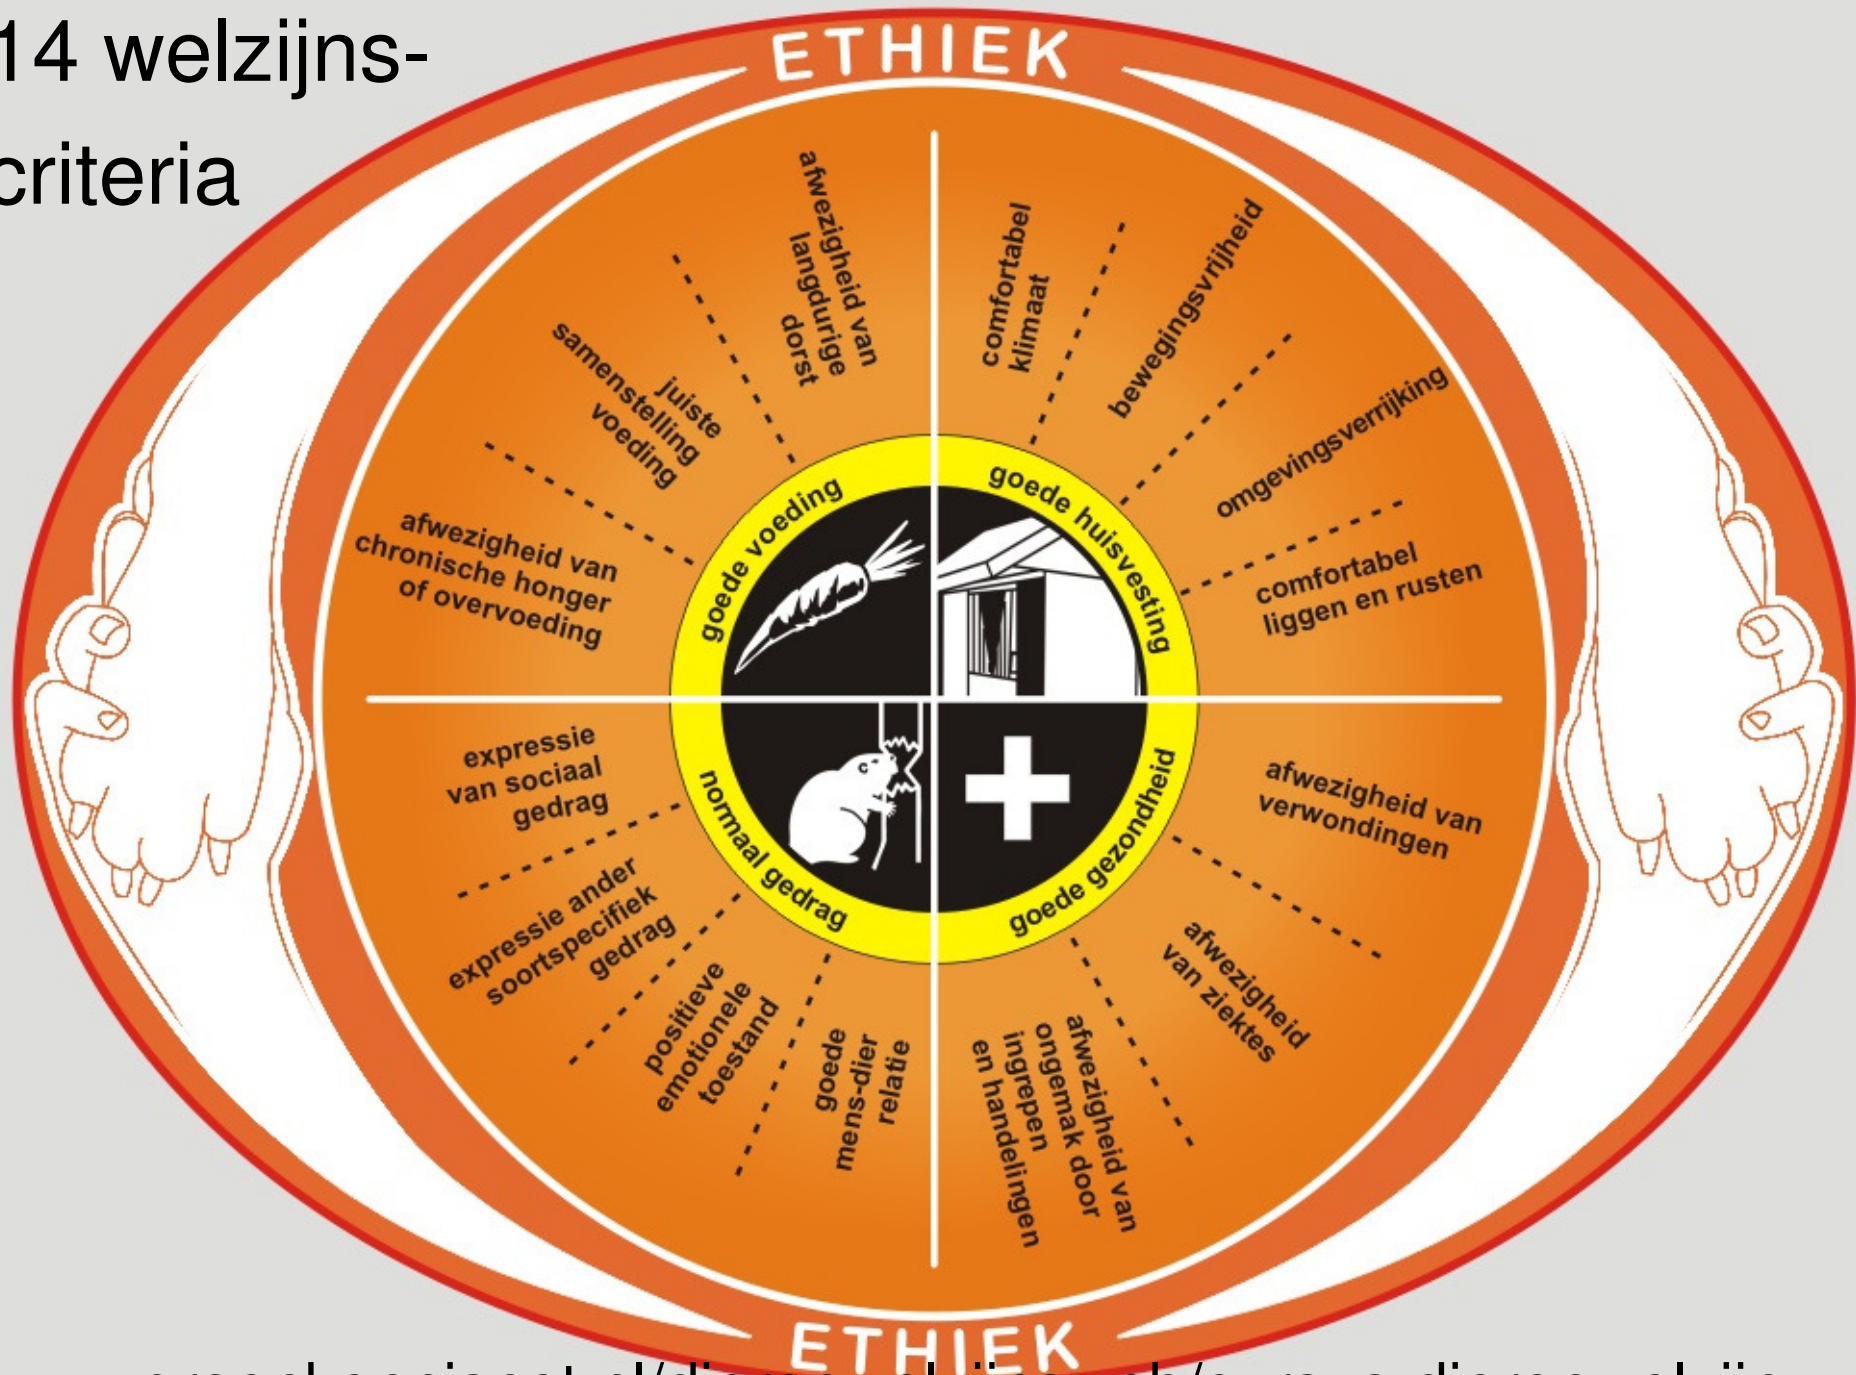 14 welzijns-
criteria
ETHIEK
afwezigheid van
langdurige
dorst
juiste
samenstelling
voeding
afwezigheid van
chronische honger
of overvoeding
comfortabel
klimaat
bewegingsvrijheid
omgevingsverrijking
comfortabel
liggen en rusten
goede voeding
goede huisvesting
normaal gedrag
goede gezondheid
expressie
van sociaal
gedrag
expressie ander
soortspecifiek
gedrag
positieve
emotionele
toestand
goede
mens-dier
relatie
afwezigheid van
verwondingen
afwezigheid
van ziektes
afwezigheid van
ongemak door
ingrepen
en handelingen
ETHIEK